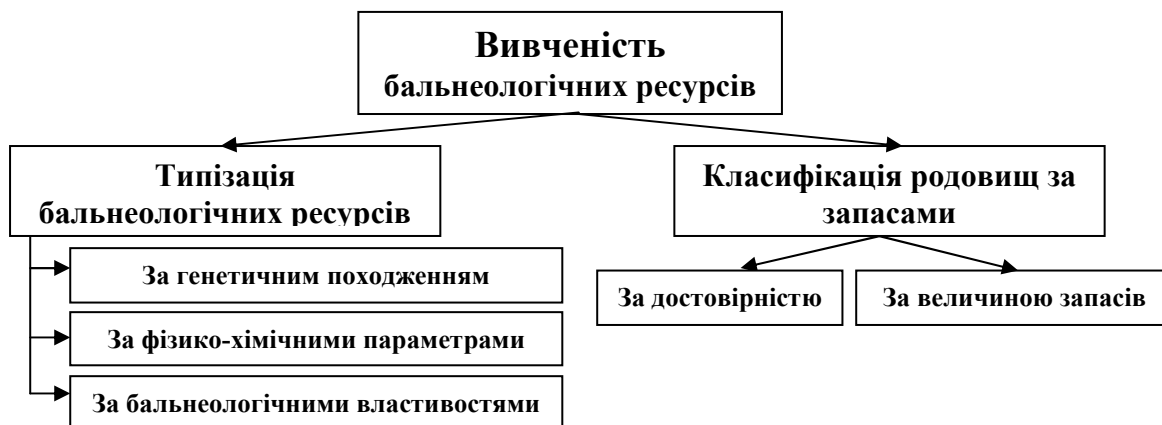 Вивченість
бальнеологічних ресурсів
Типізація
бальнеологічних ресурсів
Класифікація родовищ за
запасами
За генетичним походженням
За фізико-хімічними параметрами
За бальнеологічними властивостями
За достовірністю
За величиною запасів